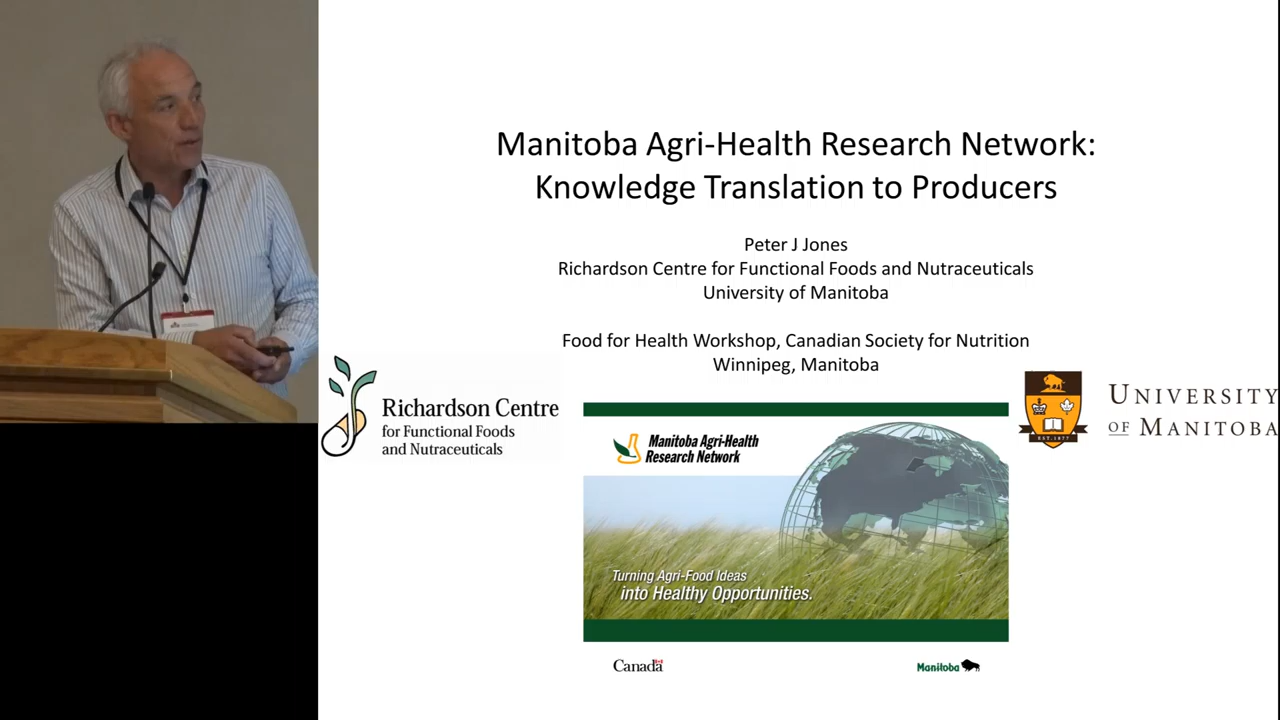 Manitoba Agri-Health Research Network:
Knowledge Translation to Producers
Peter J Jones
Richardson Centre for Functional Foods and Nutraceuticals
University of Manitoba
Food for Health Workshop, Canadian Society for Nutrition
Winnipeg, Manitoba
Richardson Centre
for Functional Foods
and Nutraceuticals
EST. 1877
UNIVERSITY
OF MANITOBA
Manitoba Agri-Health
Research Network
Turning Agri-Food Ideas
into Healthy Opportunities.
Canada
Manitoba